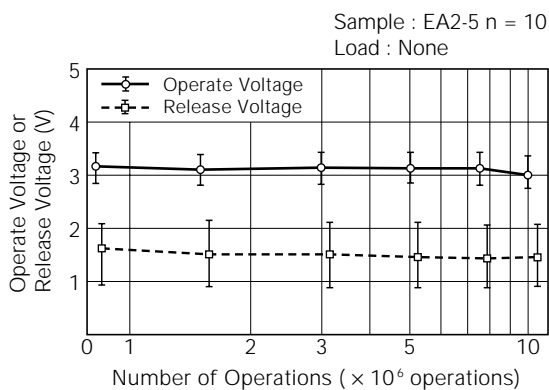 Sample : EA2-5 n = 10
Load : None
5
4
3
2
1
Operate Voltage
Release Voltage
Operate Voltage or
Release Voltage (V)
0 1 2 3 5 10
Number of Operations ( × 10⁶ operations)